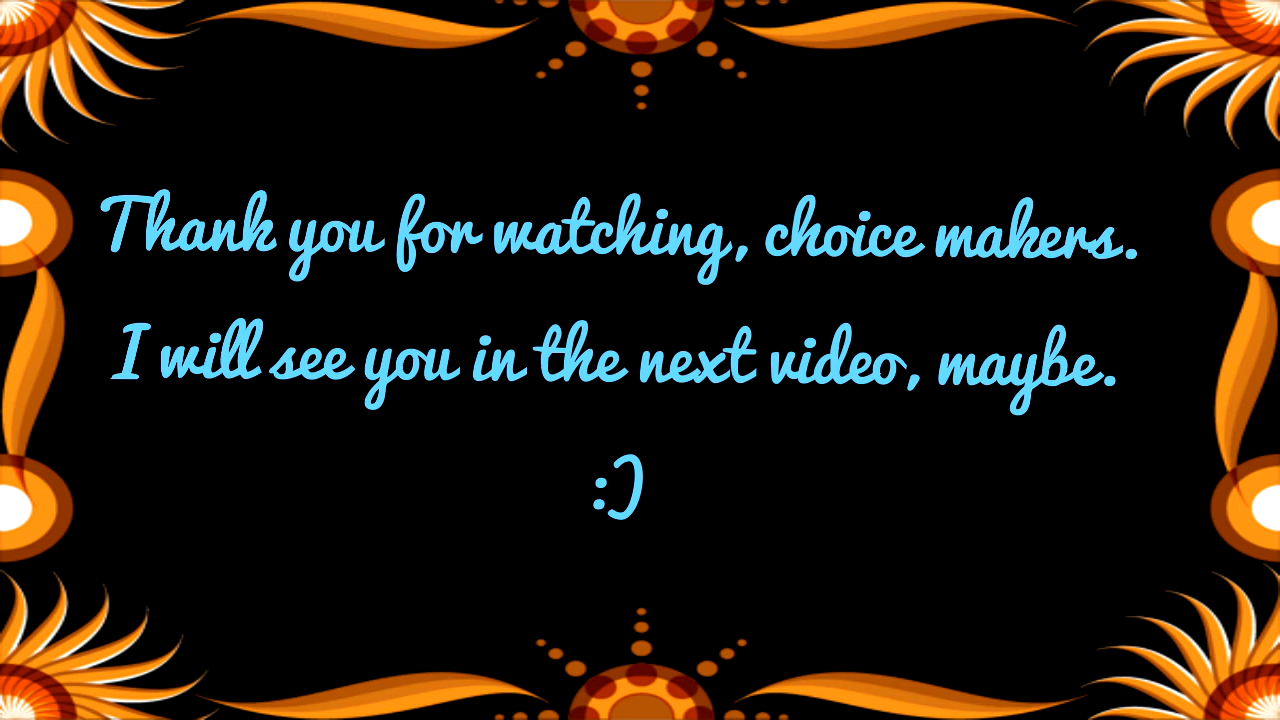 Thank you for watching, choice makers.
I will see you in the next video, maybe.
:)